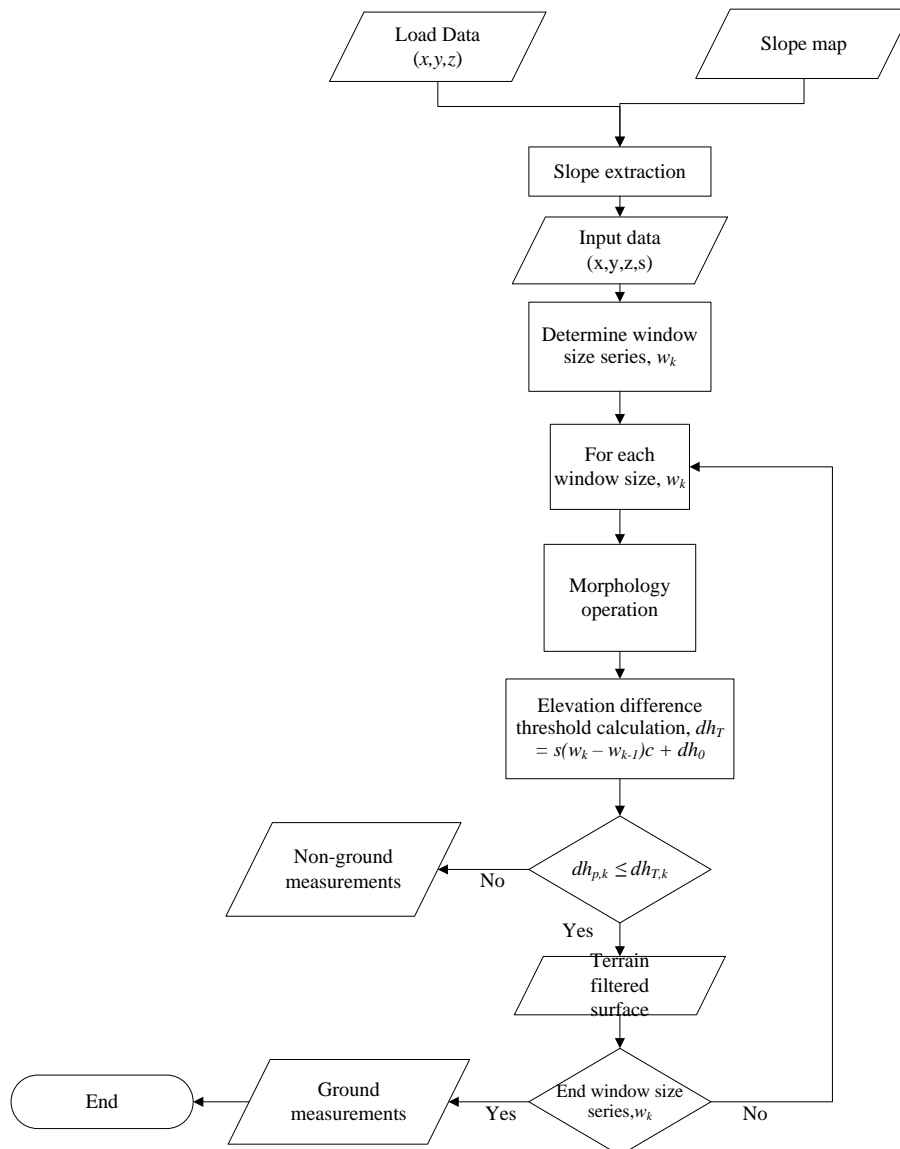 Load Data
(x,y,z)
Slope map
Slope extraction
Input data
(x,y,z,s)
Determine window
size series, wk
For each
window size, wk
Morphology
operation
Elevation difference
threshold calculation, dhT
= s(wk – wk-1)c + dh0
Non-ground
measurements
No
dhp,k ≤ dhT,k
Yes
Terrain
filtered
surface
End
Ground
measurements
Yes
End window size
series,wk
No